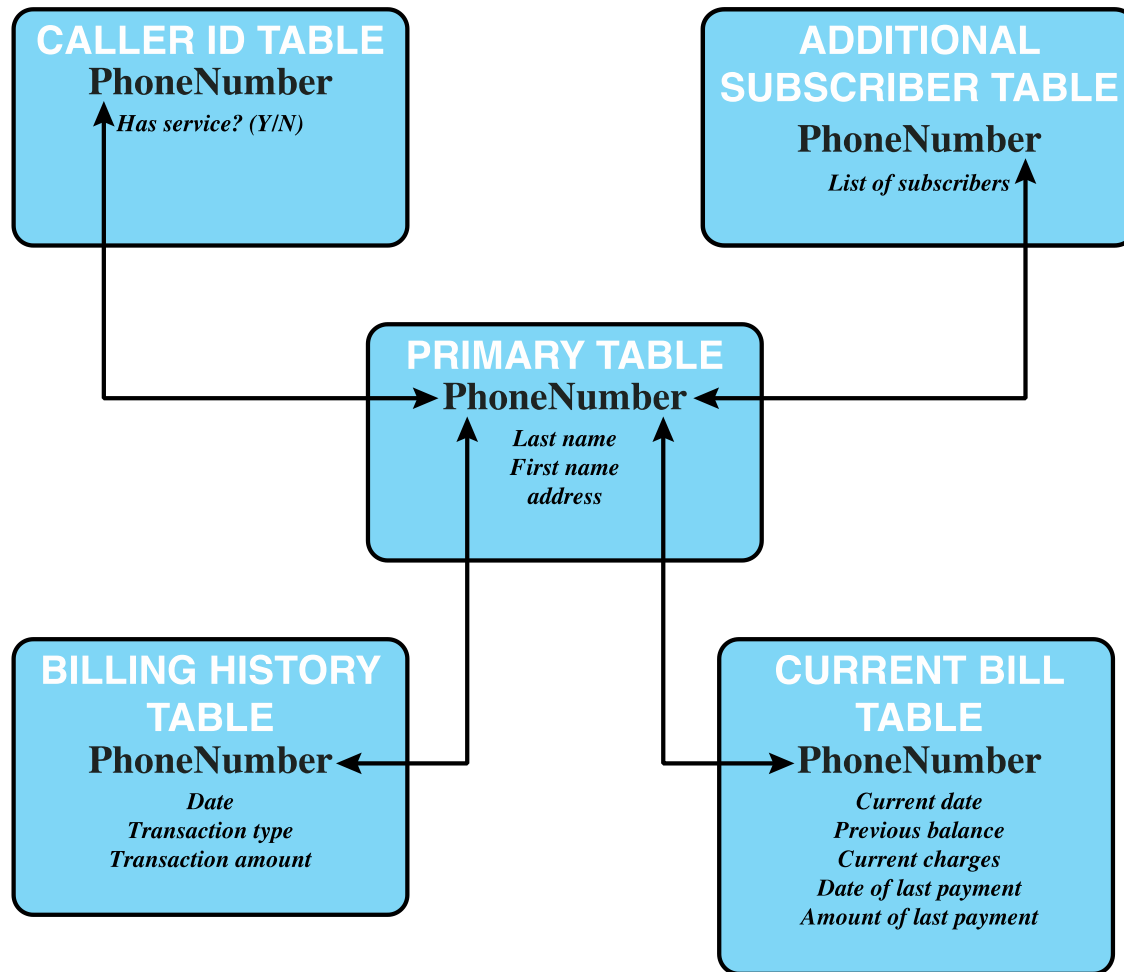 CALLER ID TABLE
PhoneNumber
Has service? (Y/N)
ADDITIONAL
SUBSCRIBER TABLE
PhoneNumber
List of subscribers
PRIMARY TABLE
PhoneNumber
Last name
First name
address
BILLING HISTORY
TABLE
PhoneNumber
Date
Transaction type
Transaction amount
CURRENT BILL
TABLE
PhoneNumber
Current date
Previous balance
Current charges
Date of last payment
Amount of last payment